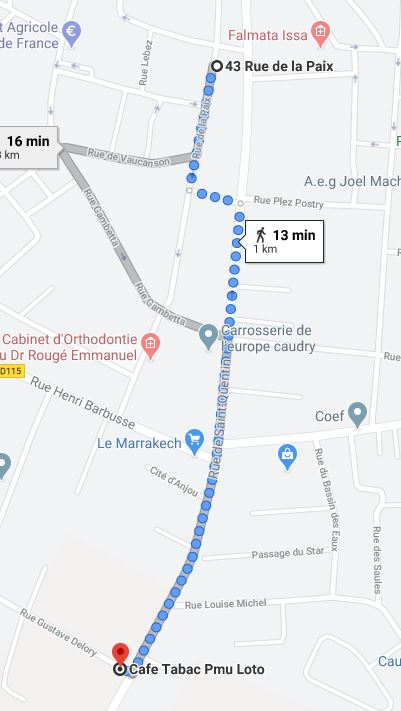 t Agricole
de France
Rue Lebez
Falmata Issa
43 Rue de la Paix
Rue de la Paix
16 min
km
Rue de Vaucanson
A.e.g Joel Mach
Rue Plez Postry
Rue Gambetta
13 min
1 km
Rue Gambetta
Carrosserie de
l'europe caudry
Cabinet d'Orthodontie
u Dr Rougé Emmanuel
D115
Rue Henri Barbusse
Rue de Saint-Quentin
Coef
Le Marrakech
Cité d'Anjou
Rue du Bassin des Eaux
Rue des Saules
Passage du Star
Rue Louise Michel
Rue Gustave Delory
Cafe Tabac Pmu Loto
Cau